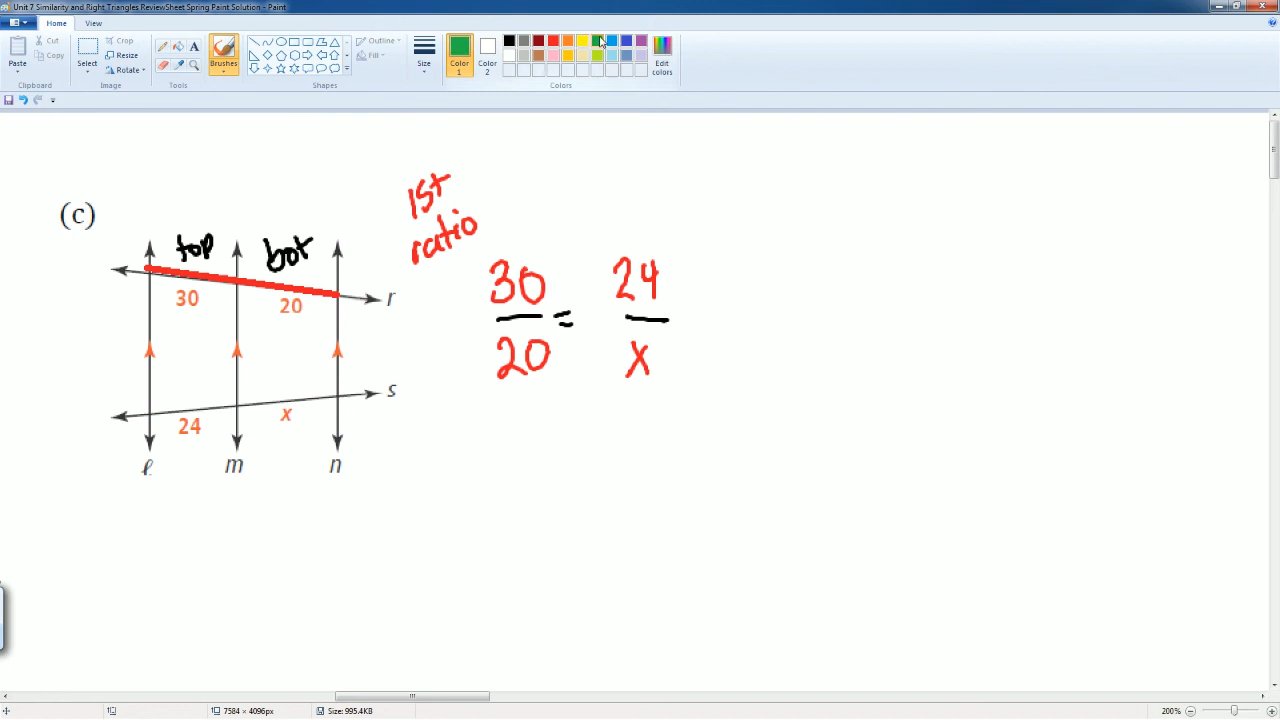 Unit 7 Similarity and Right Triangles ReviewSheet Spring Paint Solution - Paint
Home View
Paste
Cut
Copy
Clipboard
Select
Crop
Resize
Rotate
Image
A
Tools
Brushes
Shapes
Outline
Fill
Size
Color 1
Color 2
Edit colors
Colors
(c)
top bot
1st
ratio
30 20 r
30 = 24
20 x
s
24 x
ℓ m n
7584 × 4096px
Size: 995.4KB
200%